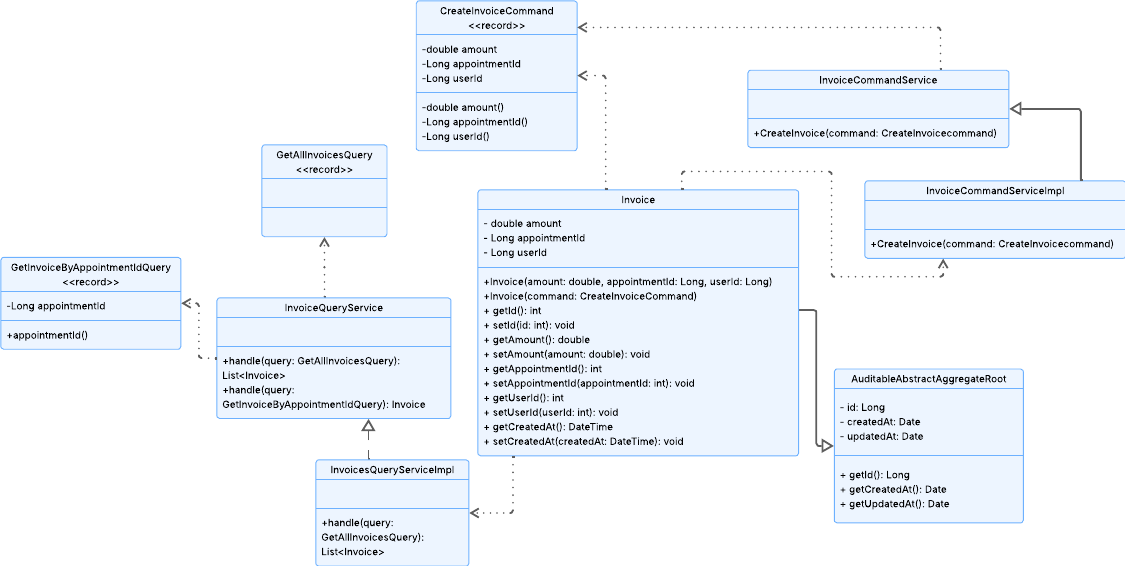 CreateInvoiceCommand
<<record>>
-double amount
-Long appointmentId
-Long userId
-double amount()
-Long appointmentId()
-Long userId()
InvoiceCommandService
+CreateInvoice(command: CreateInvoicecommand)
InvoiceCommandServiceImpl
+CreateInvoice(command: CreateInvoicecommand)
GetAllInvoicesQuery
<<record>>
Invoice
- double amount
- Long appointmentId
- Long userId
+Invoice(amount: double, appointmentId: Long, userId: Long)
+Invoice(command: CreateInvoiceCommand)
+ getId(): int
+ setId(id: int): void
+ getAmount(): double
+ setAmount(amount: double): void
+ getAppointmentId(): int
+ setAppointmentId(appointmentId: int): void
+ getUserId(): int
+ setUserId(userId: int): void
+ getCreatedAt(): DateTime
+ setCreatedAt(createdAt: DateTime): void
GetInvoiceByAppointmentIdQuery
<<record>>
-Long appointmentId
+appointmentId()
InvoiceQueryService
+handle(query: GetAllInvoicesQuery):
List<Invoice>
+handle(query:
GetInvoiceByAppointmentIdQuery): Invoice
AuditableAbstractAggregateRoot
- id: Long
- createdAt: Date
- updatedAt: Date
+ getId(): Long
+ getCreatedAt(): Date
+ getUpdatedAt(): Date
InvoicesQueryServiceImpl
+handle(query:
GetAllInvoicesQuery):
List<Invoice>